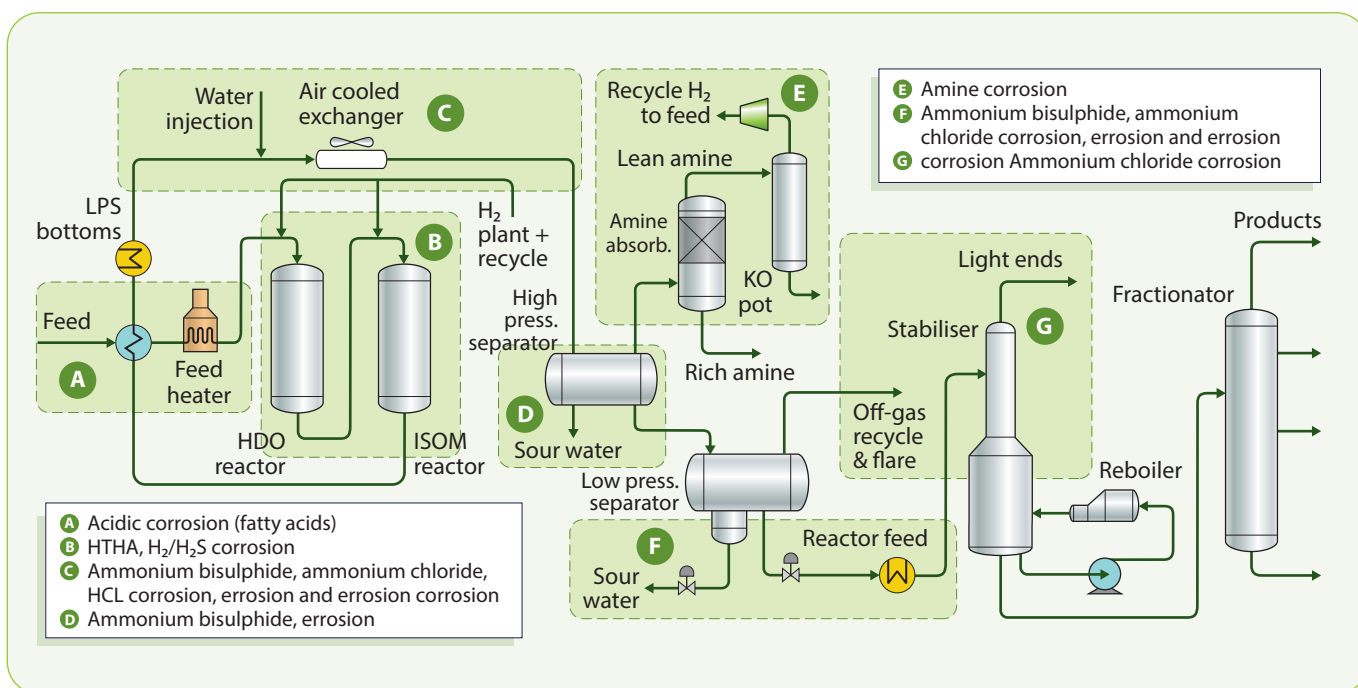 Water
injection
Air cooled
exchanger
C
LPS
bottoms
H₂
plant +
recycle
B
Feed
A
Feed
heater
HDO
reactor
ISOM
reactor
Recycle H₂
to feed
E
Lean amine
Amine
absorb.
KO
pot
Rich amine
High
press.
separator
D
Sour water
Low press.
separator
Off-gas
recycle
& flare
F
Sour
water
Reactor feed
Light ends
Stabiliser
G
Reboiler
Products
Fractionator
A Acidic corrosion (fatty acids)
B HTHA, H₂/H₂S corrosion
C Ammonium bisulphide, ammonium chloride,
HCL corrosion, errosion and errosion corrosion
D Ammonium bisulphide, errosion
E Amine corrosion
F Ammonium bisulphide, ammonium
chloride corrosion, errosion and errosion
G corrosion Ammonium chloride corrosion